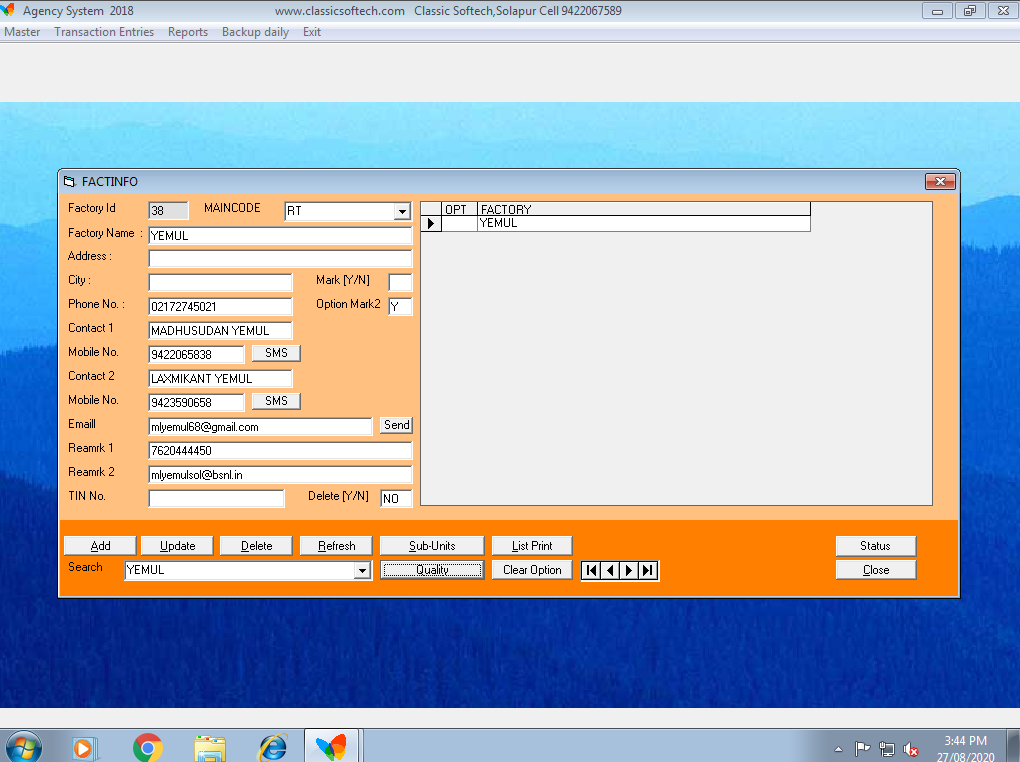 Agency System 2018 www.classicsoftech.com Classic Softech,Solapur Cell 9422067589
Master Transaction Entries Reports Backup daily Exit
FACTINFO
Factory Id 38 MAINCODE RT
Factory Name : YEMUL
Address :
City : Mark [Y/N]
Phone No. : 02172745021 Option Mark2 Y
Contact 1 MADHUSUDAN YEMUL
Mobile No. 9422065838 SMS
Contact 2 LAXMIKANT YEMUL
Mobile No. 9423590658 SMS
Emaill mlyemul68@gmail.com Send
Reamrk 1 7620444450
Reamrk 2 mlyemulsol@bsnl.in
TIN No. Delete [Y/N] NO
OPT FACTORY
YEMUL
Add Update Delete Refresh Sub-Units List Print Status
Search YEMUL Quality Clear Option Close
3:44 PM
27/08/2020